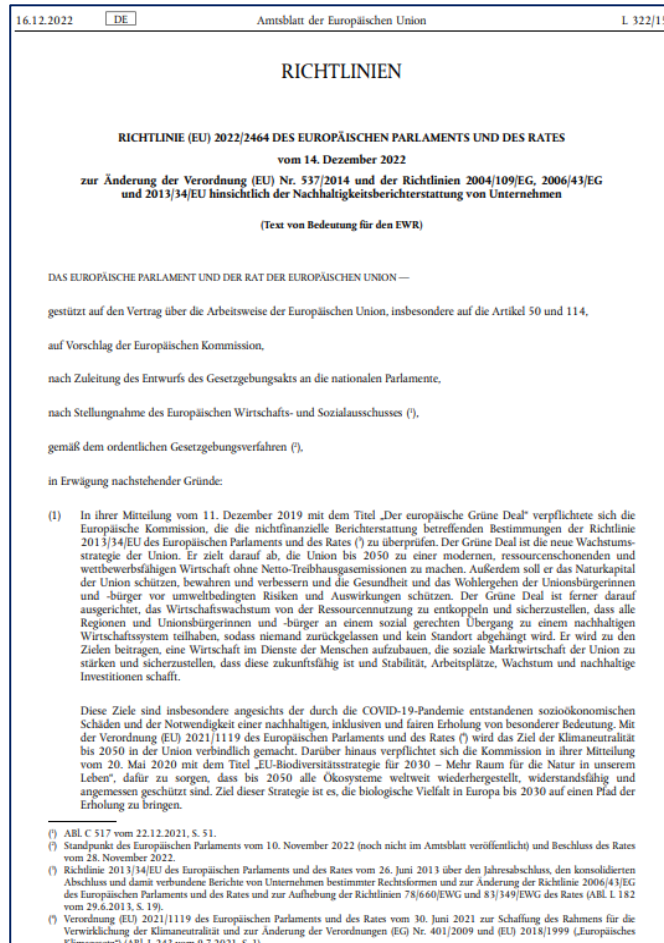 16.12.2022 DE Amtsblatt der Europäischen Union L 322/15
RICHTLINIEN
RICHTLINIE (EU) 2022/2464 DES EUROPÄISCHEN PARLAMENTS UND DES RATES
vom 14. Dezember 2022
zur Änderung der Verordnung (EU) Nr. 537/2014 und der Richtlinien 2004/109/EG, 2006/43/EG
und 2013/34/EU hinsichtlich der Nachhaltigkeitsberichterstattung von Unternehmen
(Text von Bedeutung für den EWR)
DAS EUROPÄISCHE PARLAMENT UND DER RAT DER EUROPÄISCHEN UNION —
gestützt auf den Vertrag über die Arbeitsweise der Europäischen Union, insbesondere auf die Artikel 50 und 114,
auf Vorschlag der Europäischen Kommission,
nach Zuleitung des Entwurfs des Gesetzgebungsakts an die nationalen Parlamente,
nach Stellungnahme des Europäischen Wirtschafts- und Sozialausschusses (¹),
gemäß dem ordentlichen Gesetzgebungsverfahren (²),
in Erwägung nachstehender Gründe:
(1) In ihrer Mitteilung vom 11. Dezember 2019 mit dem Titel „Der europäische Grüne Deal“ verpflichtete sich die
Europäische Kommission, die die nichtfinanzielle Berichterstattung betreffenden Bestimmungen der Richtlinie
2013/34/EU des Europäischen Parlaments und des Rates (³) zu überprüfen. Der Grüne Deal ist die neue Wachstums-
strategie der Union. Er zielt darauf ab, die Union bis 2050 zu einer modernen, ressourcenschonenden und
wettbewerbsfähigen Wirtschaft ohne Netto-Treibhausgasemissionen zu machen. Außerdem soll er das Naturkapital
der Union schützen, bewahren und verbessern und die Gesundheit und das Wohlergehen der Unionsbürgerinnen
und -bürger vor umweltbedingten Risiken und Auswirkungen schützen. Der Grüne Deal ist ferner darauf
ausgerichtet, das Wirtschaftswachstum von der Ressourcennutzung zu entkoppeln und sicherzustellen, dass alle
Regionen und Unionsbürgerinnen und -bürger an einem sozial gerechten Übergang zu einem nachhaltigen
Wirtschaftssystem teilhaben, sodass niemand zurückgelassen und kein Standort abgehängt wird. Er wird zu den
Zielen beitragen, eine Wirtschaft im Dienste der Menschen aufzubauen, die soziale Marktwirtschaft der Union zu
stärken und sicherzustellen, dass diese zukunftsfähig ist und Stabilität, Arbeitsplätze, Wachstum und nachhaltige
Investitionen schafft.
Diese Ziele sind insbesondere angesichts der durch die COVID-19-Pandemie entstandenen sozioökonomischen
Schäden und der Notwendigkeit einer nachhaltigen, inklusiven und fairen Erholung von besonderer Bedeutung. Mit
der Verordnung (EU) 2021/1119 des Europäischen Parlaments und des Rates (⁴) wird das Ziel der Klimaneutralität
bis 2050 in der Union verbindlich gemacht. Darüber hinaus verpflichtet sich die Kommission in ihrer Mitteilung
vom 20. Mai 2020 mit dem Titel „EU-Biodiversitätsstrategie für 2030 – Mehr Raum für die Natur in unserem
Leben“, dafür zu sorgen, dass bis 2050 alle Ökosysteme weltweit wiederhergestellt, widerstandsfähig und
angemessen geschützt sind. Ziel dieser Strategie ist es, die biologische Vielfalt in Europa bis 2030 auf einen Pfad der
Erholung zu bringen.
(¹) ABl. C 517 vom 22.12.2021, S. 51.
(²) Standpunkt des Europäischen Parlaments vom 10. November 2022 (noch nicht im Amtsblatt veröffentlicht) und Beschluss des Rates
vom 28. November 2022.
(³) Richtlinie 2013/34/EU des Europäischen Parlaments und des Rates vom 26. Juni 2013 über den Jahresabschluss, den konsolidierten
Abschluss und damit verbundene Berichte von Unternehmen bestimmter Rechtsformen und zur Änderung der Richtlinie 2006/43/EG
des Europäischen Parlaments und des Rates und zur Aufhebung der Richtlinien 78/660/EWG und 83/349/EWG des Rates (ABl. L 182
vom 29.6.2013, S. 19).
(⁴) Verordnung (EU) 2021/1119 des Europäischen Parlaments und des Rates vom 30. Juni 2021 zur Schaffung des Rahmens für die
Verwirklichung der Klimaneutralität und zur Änderung der Verordnungen (EG) Nr. 401/2009 und (EU) 2018/1999 („Europäisches